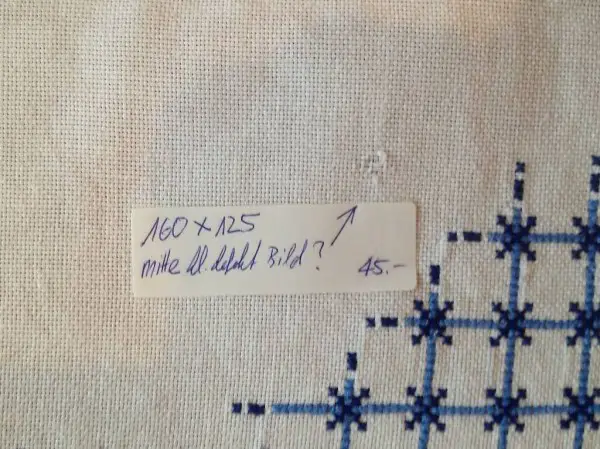 160 x 125
mitte kl. defekt Bild?
45.-